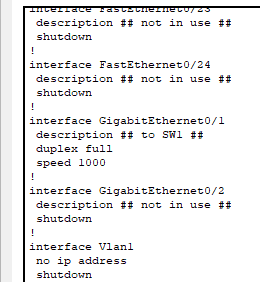 interface FastEthernet0/23
 description ## not in use ##
 shutdown
!
interface FastEthernet0/24
 description ## not in use ##
 shutdown
!
interface GigabitEthernet0/1
 description ## to SW1 ##
 duplex full
 speed 1000
!
interface GigabitEthernet0/2
 description ## not in use ##
 shutdown
!
interface Vlan1
 no ip address
 shutdown